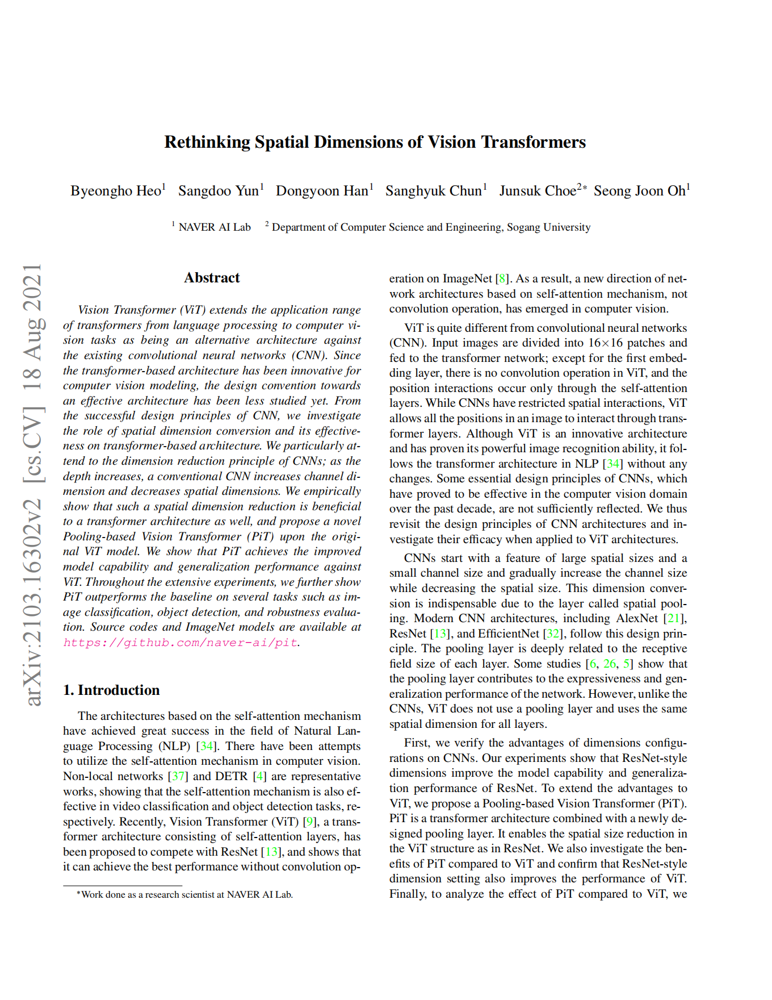 Rethinking Spatial Dimensions of Vision Transformers
Byeongho Heo1 Sangdoo Yun1 Dongyoon Han1 Sanghyuk Chun1 Junsuk Choe2* Seong Joon Oh1
1 NAVER AI Lab 2 Department of Computer Science and Engineering, Sogang University
arXiv:2103.16302v2 [cs.CV] 18 Aug 2021
Abstract
Vision Transformer (ViT) extends the application range
of transformers from language processing to computer vi-
sion tasks as being an alternative architecture against
the existing convolutional neural networks (CNN). Since
the transformer-based architecture has been innovative for
computer vision modeling, the design convention towards
an effective architecture has been less studied yet. From
the successful design principles of CNN, we investigate
the role of spatial dimension conversion and its effective-
ness on transformer-based architecture. We particularly at-
tend to the dimension reduction principle of CNNs; as the
depth increases, a conventional CNN increases channel di-
mension and decreases spatial dimensions. We empirically
show that such a spatial dimension reduction is beneficial
to a transformer architecture as well, and propose a novel
Pooling-based Vision Transformer (PiT) upon the origi-
nal ViT model. We show that PiT achieves the improved
model capability and generalization performance against
ViT. Throughout the extensive experiments, we further show
PiT outperforms the baseline on several tasks such as im-
age classification, object detection, and robustness evalua-
tion. Source codes and ImageNet models are available at
https://github.com/naver-ai/pit.
1. Introduction
The architectures based on the self-attention mechanism
have achieved great success in the field of Natural Lan-
guage Processing (NLP) [34]. There have been attempts
to utilize the self-attention mechanism in computer vision.
Non-local networks [37] and DETR [4] are representative
works, showing that the self-attention mechanism is also ef-
fective in video classification and object detection tasks, re-
spectively. Recently, Vision Transformer (ViT) [9], a trans-
former architecture consisting of self-attention layers, has
been proposed to compete with ResNet [13], and shows that
it can achieve the best performance without convolution op-
*Work done as a research scientist at NAVER AI Lab.
eration on ImageNet [8]. As a result, a new direction of net-
work architectures based on self-attention mechanism, not
convolution operation, has emerged in computer vision.
ViT is quite different from convolutional neural networks
(CNN). Input images are divided into 16×16 patches and
fed to the transformer network; except for the first embed-
ding layer, there is no convolution operation in ViT, and the
position interactions occur only through the self-attention
layers. While CNNs have restricted spatial interactions, ViT
allows all the positions in an image to interact through trans-
former layers. Although ViT is an innovative architecture
and has proven its powerful image recognition ability, it fol-
lows the transformer architecture in NLP [34] without any
changes. Some essential design principles of CNNs, which
have proved to be effective in the computer vision domain
over the past decade, are not sufficiently reflected. We thus
revisit the design principles of CNN architectures and in-
vestigate their efficacy when applied to ViT architectures.
CNNs start with a feature of large spatial sizes and a
small channel size and gradually increase the channel size
while decreasing the spatial size. This dimension conver-
sion is indispensable due to the layer called spatial pool-
ing. Modern CNN architectures, including AlexNet [21],
ResNet [13], and EfficientNet [32], follow this design prin-
ciple. The pooling layer is deeply related to the receptive
field size of each layer. Some studies [6, 26, 5] show that
the pooling layer contributes to the expressiveness and gen-
eralization performance of the network. However, unlike the
CNNs, ViT does not use a pooling layer and uses the same
spatial dimension for all layers.
First, we verify the advantages of dimensions configu-
rations on CNNs. Our experiments show that ResNet-style
dimensions improve the model capability and generaliza-
tion performance of ResNet. To extend the advantages to
ViT, we propose a Pooling-based Vision Transformer (PiT).
PiT is a transformer architecture combined with a newly de-
signed pooling layer. It enables the spatial size reduction in
the ViT structure as in ResNet. We also investigate the ben-
efits of PiT compared to ViT and confirm that ResNet-style
dimension setting also improves the performance of ViT.
Finally, to analyze the effect of PiT compared to ViT, we